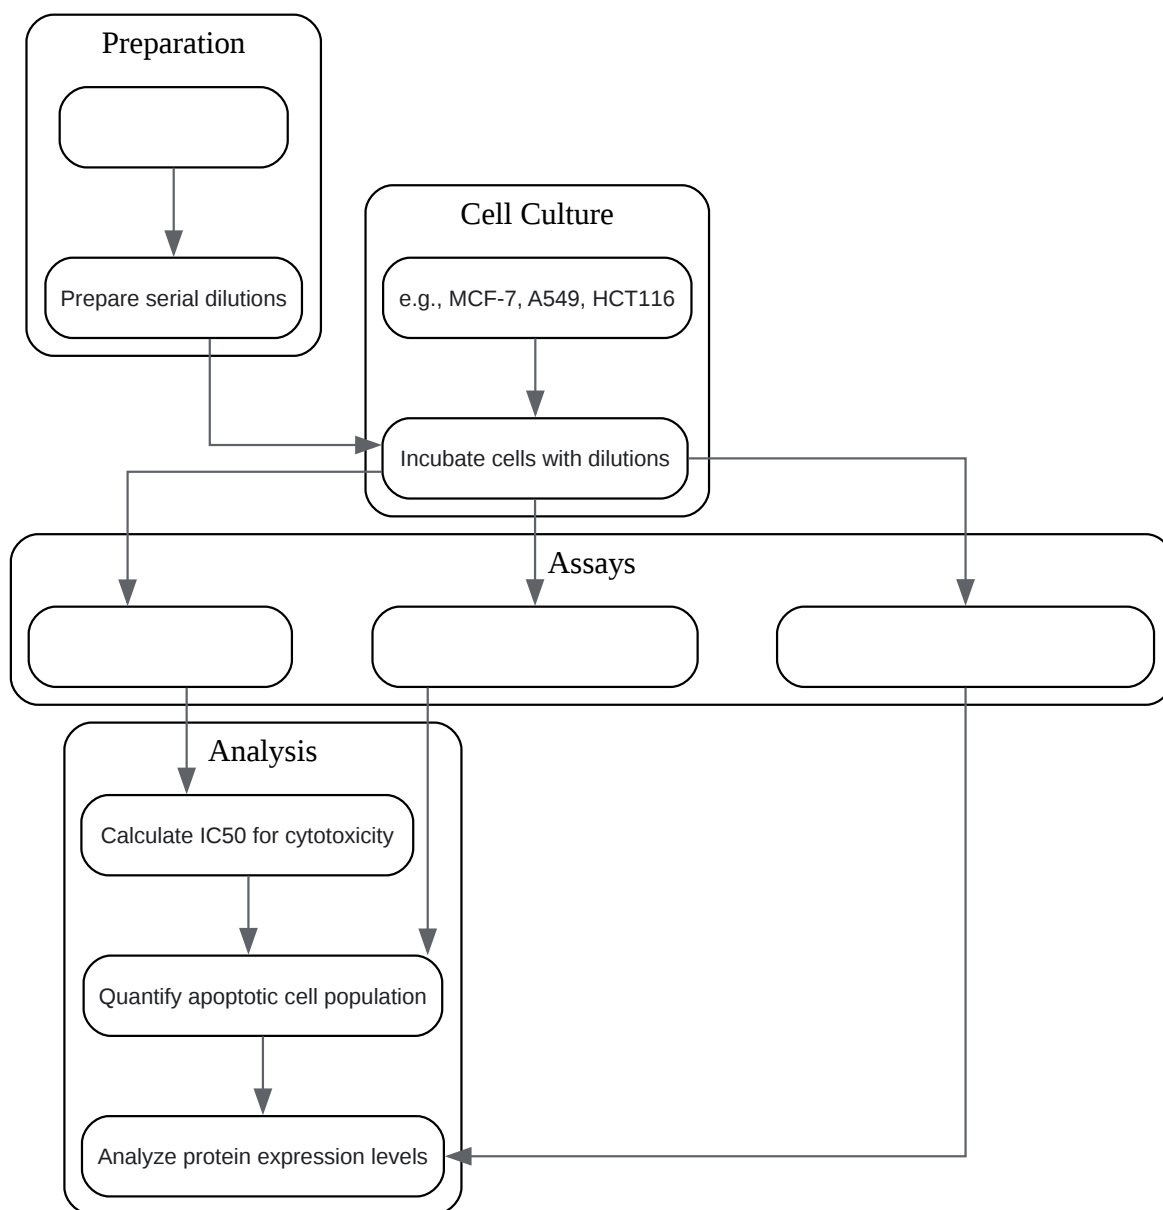 Preparation
Prepare serial dilutions
Cell Culture
e.g., MCF-7, A549, HCT116
Incubate cells with dilutions
Assays
Analysis
Calculate IC50 for cytotoxicity
Quantify apoptotic cell population
Analyze protein expression levels